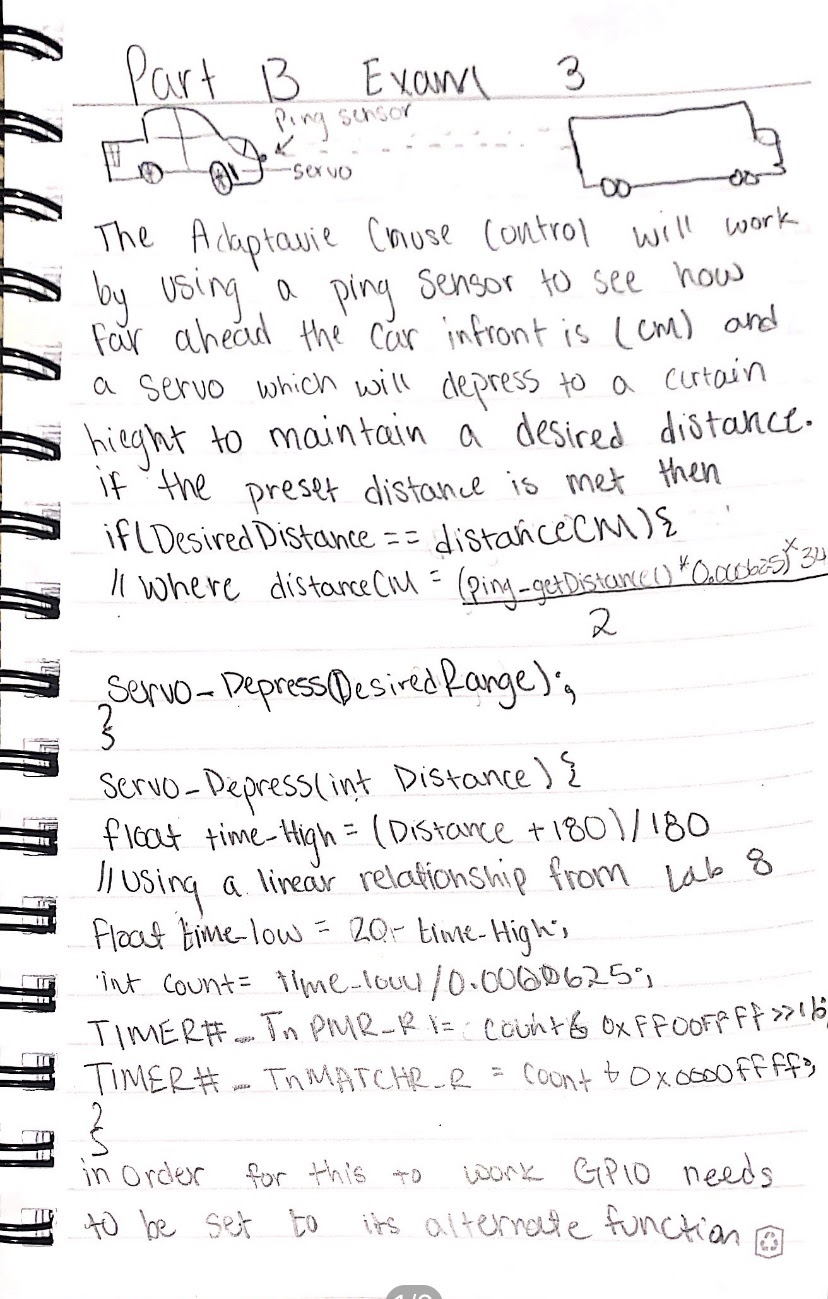 Part B Exam 3
Ping sensor
servo
The Adaptavie Cruse Control will work
by using a ping sensor to see how
far ahead the car infront is (cm) and
a servo which will depress to a curtain
hieght to maintain a desired distance.
if the preset distance is met then
if(DesiredDistance == distanceCM){
// where distanceCM = (ping-getDistance() * 0.0000625) * 34
2
servo-Depress(DesiredRange);
}
servo-Depress(int Distance) {
float time-High = (Distance +180)/180
// using a linear relationship from Lab 8
float time-low = 20 - time-High;
int count = time-low/0.0000625;
TIMER#_TnPMR_R |= count & 0xFF00FFFF>>16;
TIMER#_TnMATCHR_R = count & 0x0000ffff;
}
in order for this to work GPIO needs
to be set to its alternate function